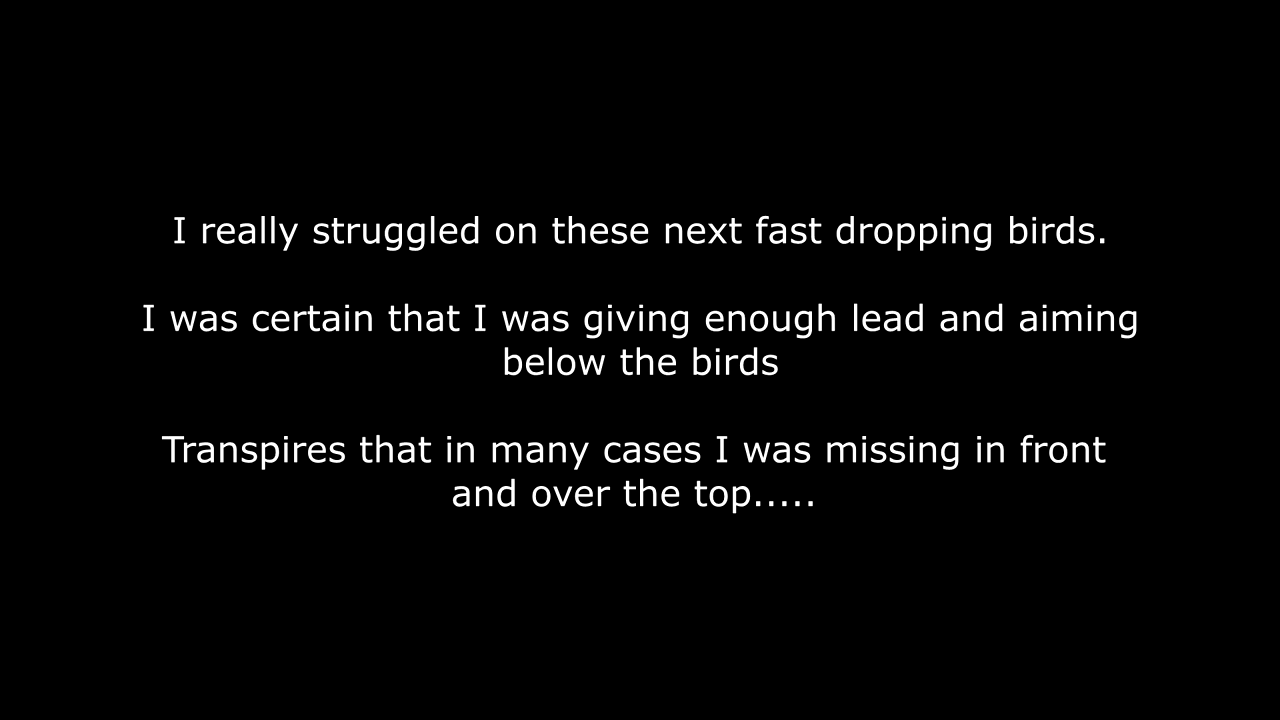 I really struggled on these next fast dropping birds.
I was certain that I was giving enough lead and aiming
below the birds
Transpires that in many cases I was missing in front
and over the top.....